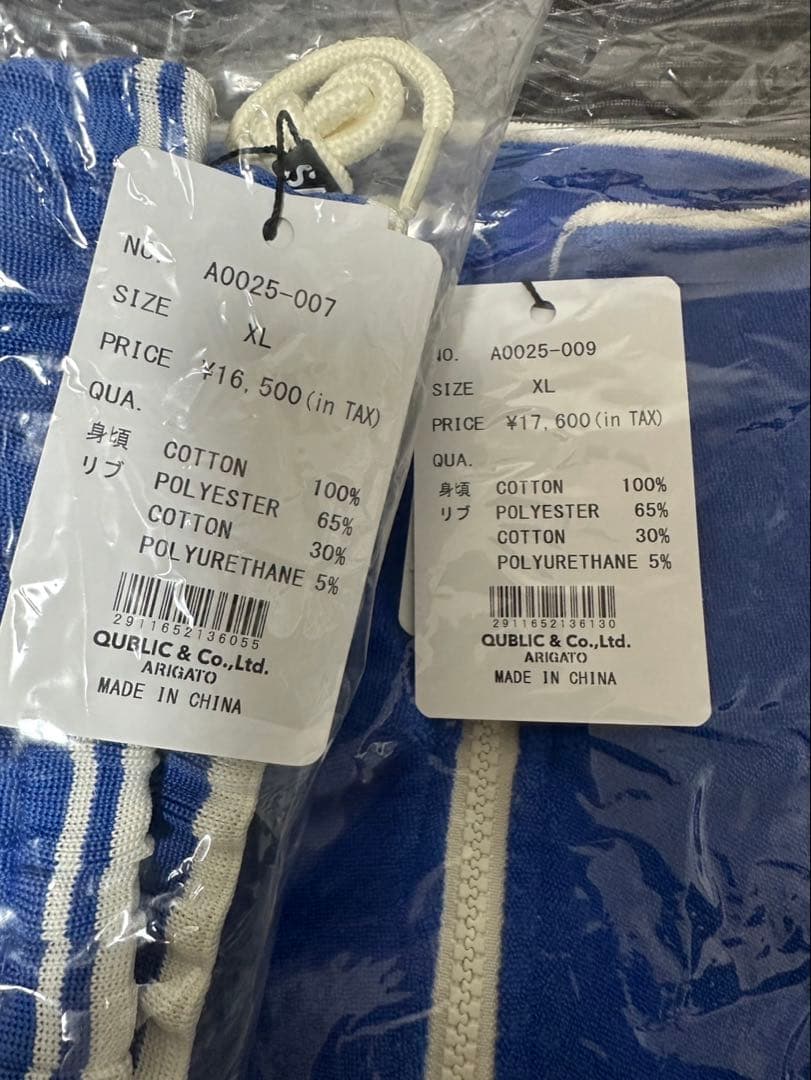 NO. A0025-007
SIZE XL
PRICE ¥16,500(in TAX)
QUA.
身頃 COTTON 100%
リブ POLYESTER 65%
COTTON 30%
POLYURETHANE 5%
2911652136055
QUBLIC & Co.,Ltd.
ARIGATO
MADE IN CHINA
NO. A0025-009
SIZE XL
PRICE ¥17,600(in TAX)
QUA.
身頃 COTTON 100%
リブ POLYESTER 65%
COTTON 30%
POLYURETHANE 5%
2911652136130
QUBLIC & Co.,Ltd.
ARIGATO
MADE IN CHINA